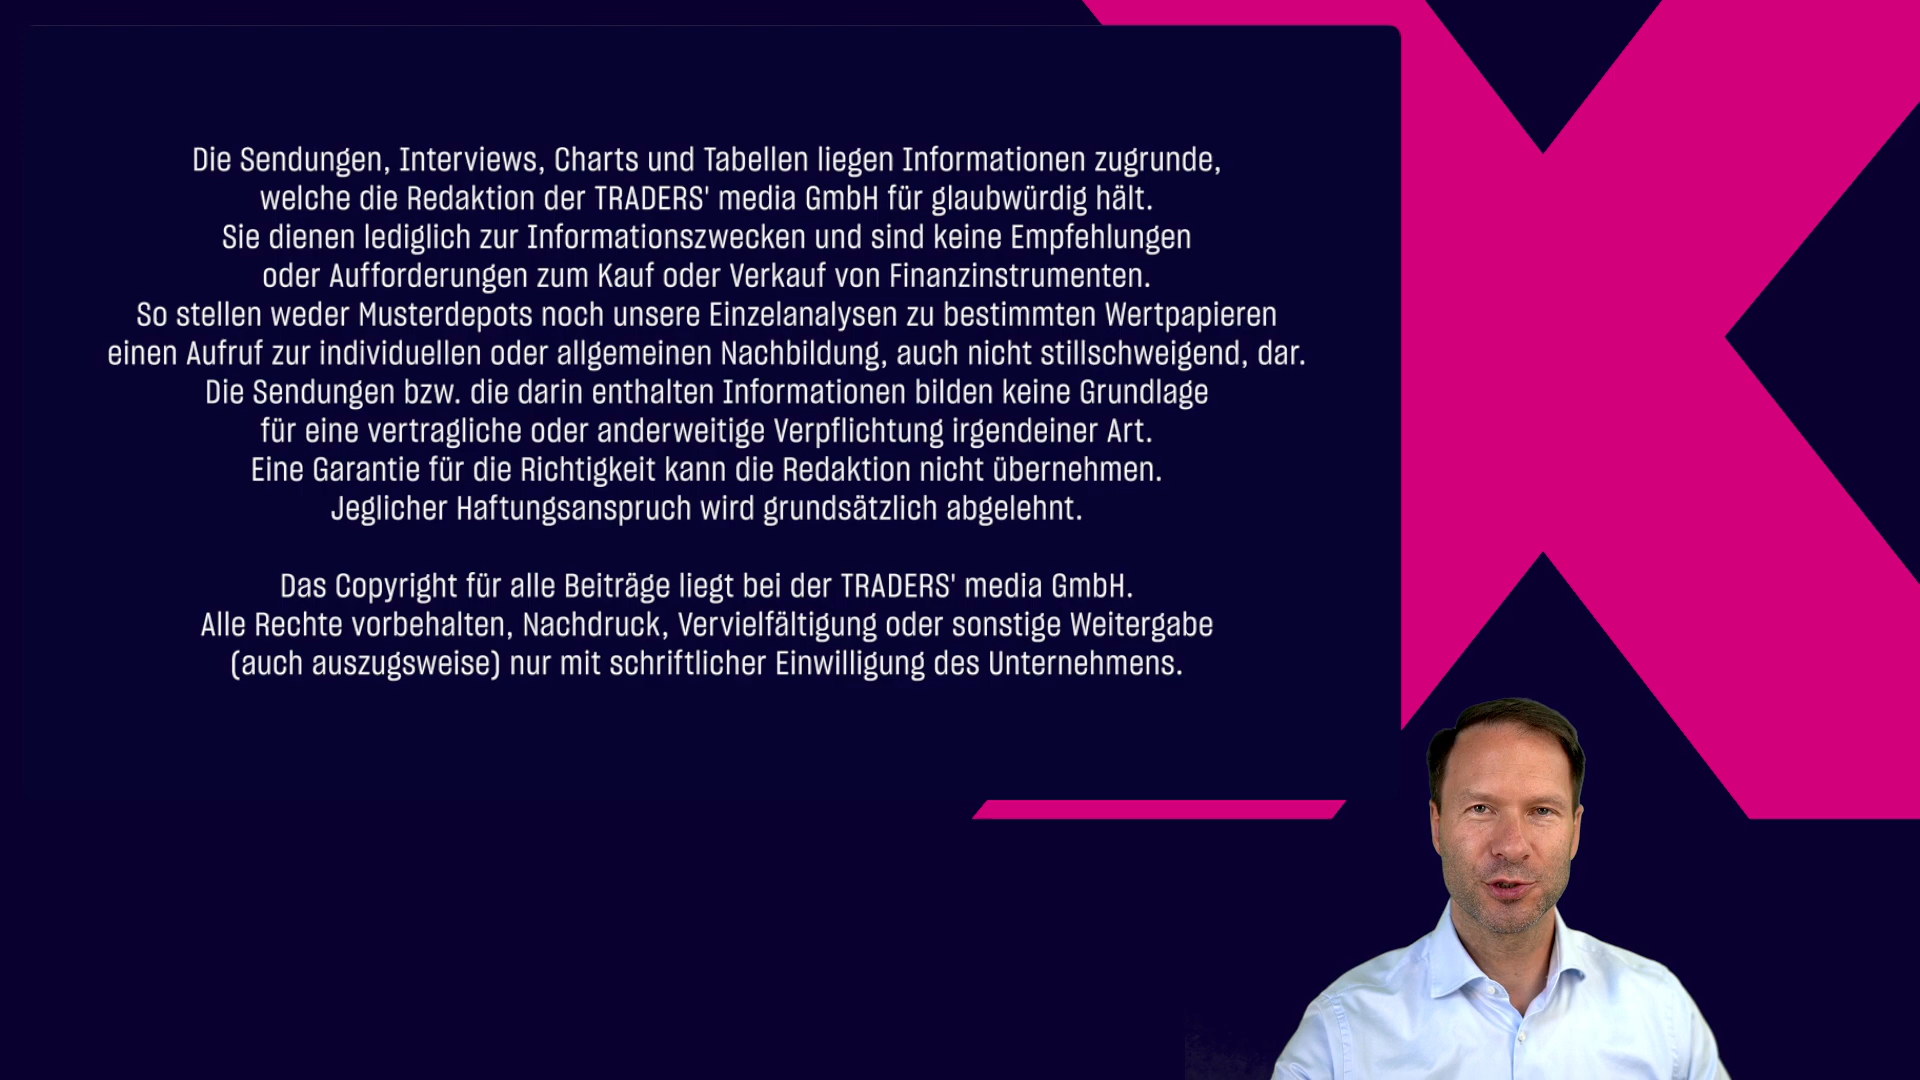 Die Sendungen, Interviews, Charts und Tabellen liegen Informationen zugrunde,
welche die Redaktion der TRADERS' media GmbH für glaubwürdig hält.
Sie dienen lediglich zur Informationszwecken und sind keine Empfehlungen
oder Aufforderungen zum Kauf oder Verkauf von Finanzinstrumenten.
So stellen weder Musterdepots noch unsere Einzelanalysen zu bestimmten Wertpapieren
einen Aufruf zur individuellen oder allgemeinen Nachbildung, auch nicht stillschweigend, dar.
Die Sendungen bzw. die darin enthalten Informationen bilden keine Grundlage
für eine vertragliche oder anderweitige Verpflichtung irgendeiner Art.
Eine Garantie für die Richtigkeit kann die Redaktion nicht übernehmen.
Jeglicher Haftungsanspruch wird grundsätzlich abgelehnt.
Das Copyright für alle Beiträge liegt bei der TRADERS' media GmbH.
Alle Rechte vorbehalten, Nachdruck, Vervielfältigung oder sonstige Weitergabe
(auch auszugsweise) nur mit schriftlicher Einwilligung des Unternehmens.